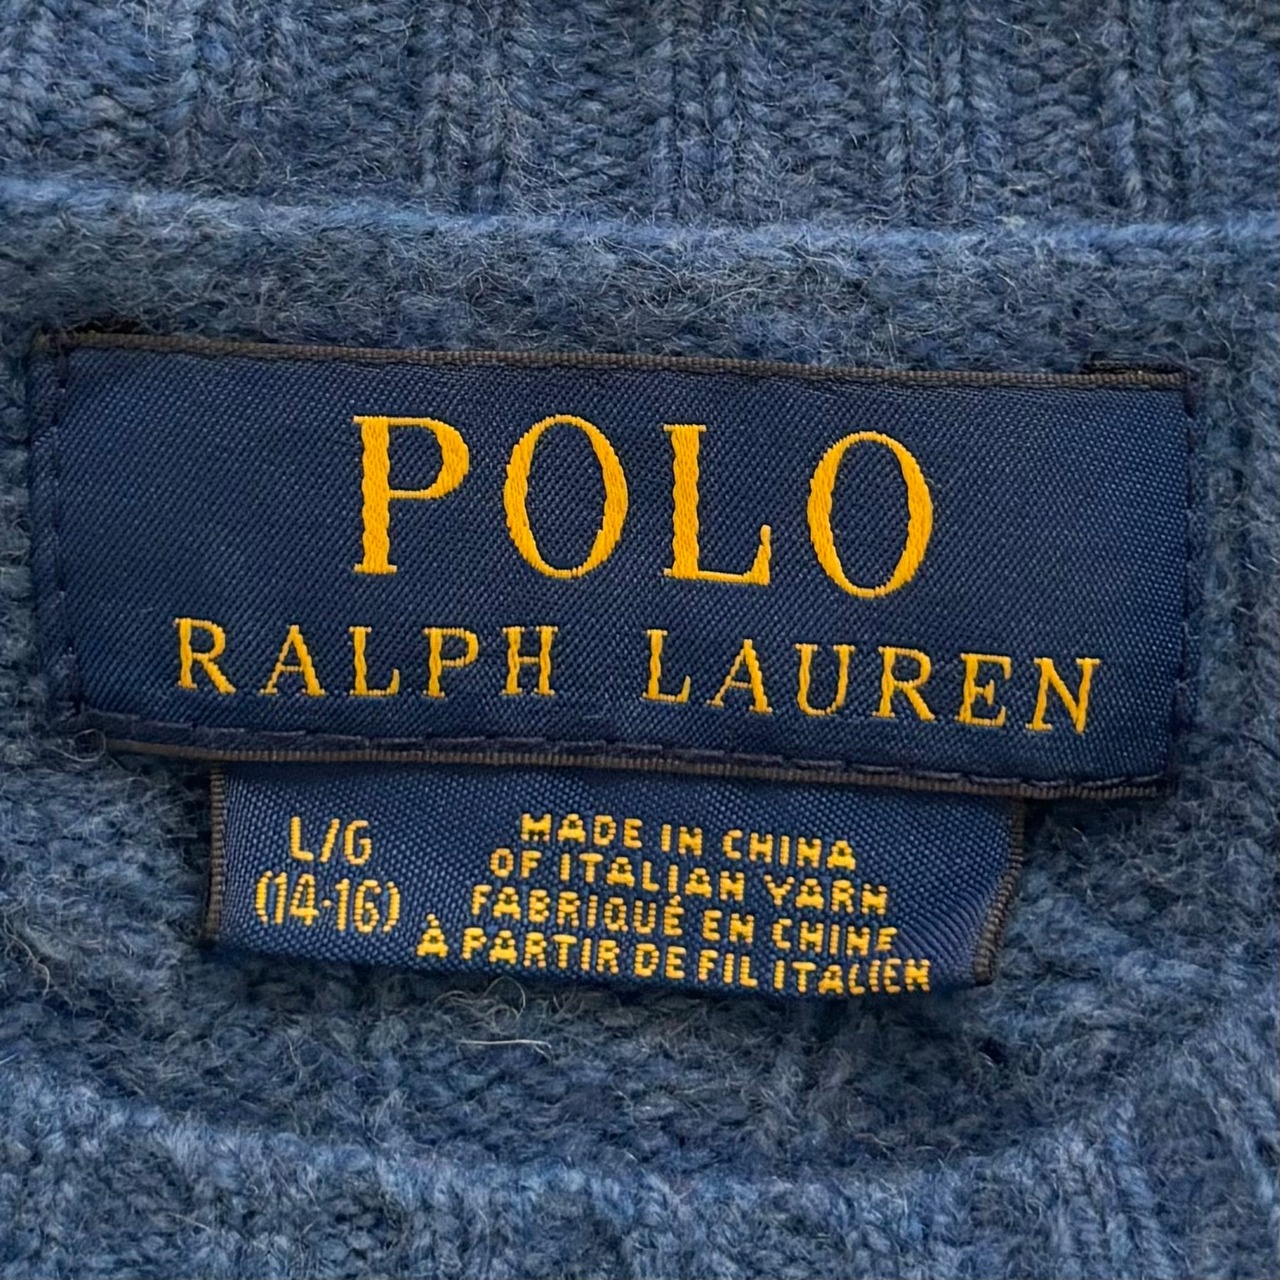 POLO
RALPH LAUREN
L/G
(14-16)
MADE IN CHINA
OF ITALIAN YARN
FABRIQUÉ EN CHINE
À PARTIR DE FIL ITALIEN